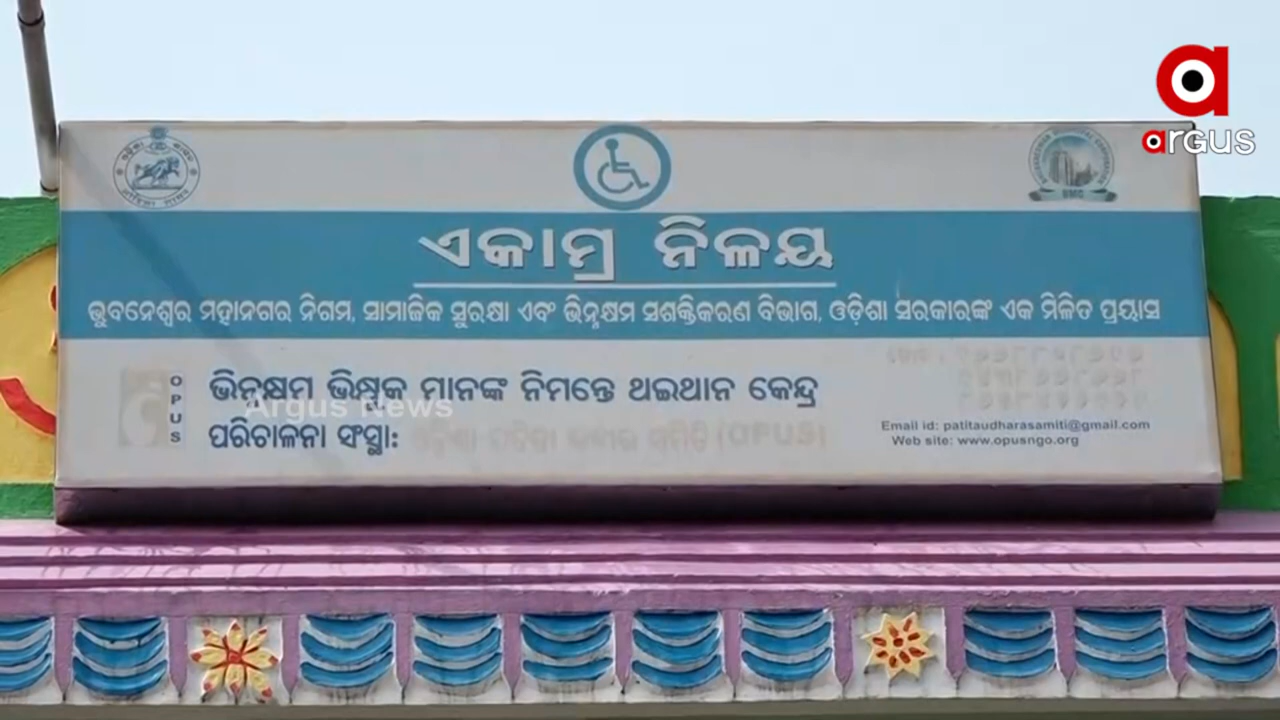 argus
ଏକାମ୍ର ନିଳୟ
ଭୁବନେଶ୍ୱର ମହାନଗର ନିଗମ, ସାମାଜିକ ସୁରକ୍ଷା ଏବଂ ଭିନ୍ନକ୍ଷମ ସଶକ୍ତିକରଣ ବିଭାଗ, ଓଡ଼ିଶା ସରକାରଙ୍କ ଏକ ମିଳିତ ପ୍ରୟାସ
OPUS
ଭିନ୍ନକ୍ଷମ ଭିକ୍ଷୁକ ମାନଙ୍କ ନିମନ୍ତେ ଥଇଥାନ କେନ୍ଦ୍ର
Argus News
ପରିଚାଳନା ସଂସ୍ଥା: (OPUS)
Email id: patitaudharasamiti@gmail.com
Web site: www.opusngo.org